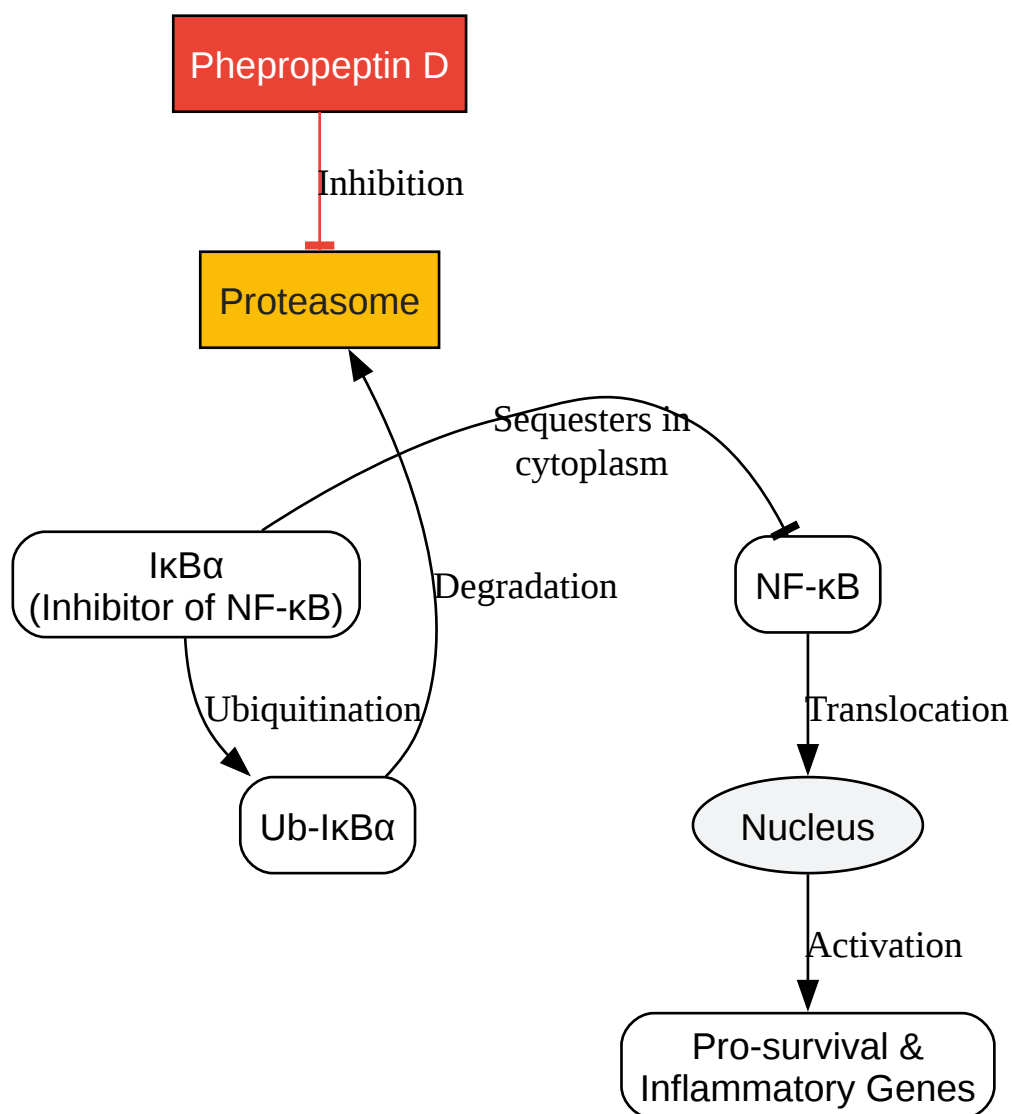 Phepropeptin D
Inhibition
Proteasome
Sequesters in
cytoplasm
IκBα
(Inhibitor of NF-κB)
NF-κB
Degradation
Ubiquitination
Translocation
Ub-IκBα
Nucleus
Activation
Pro-survival &
Inflammatory Genes